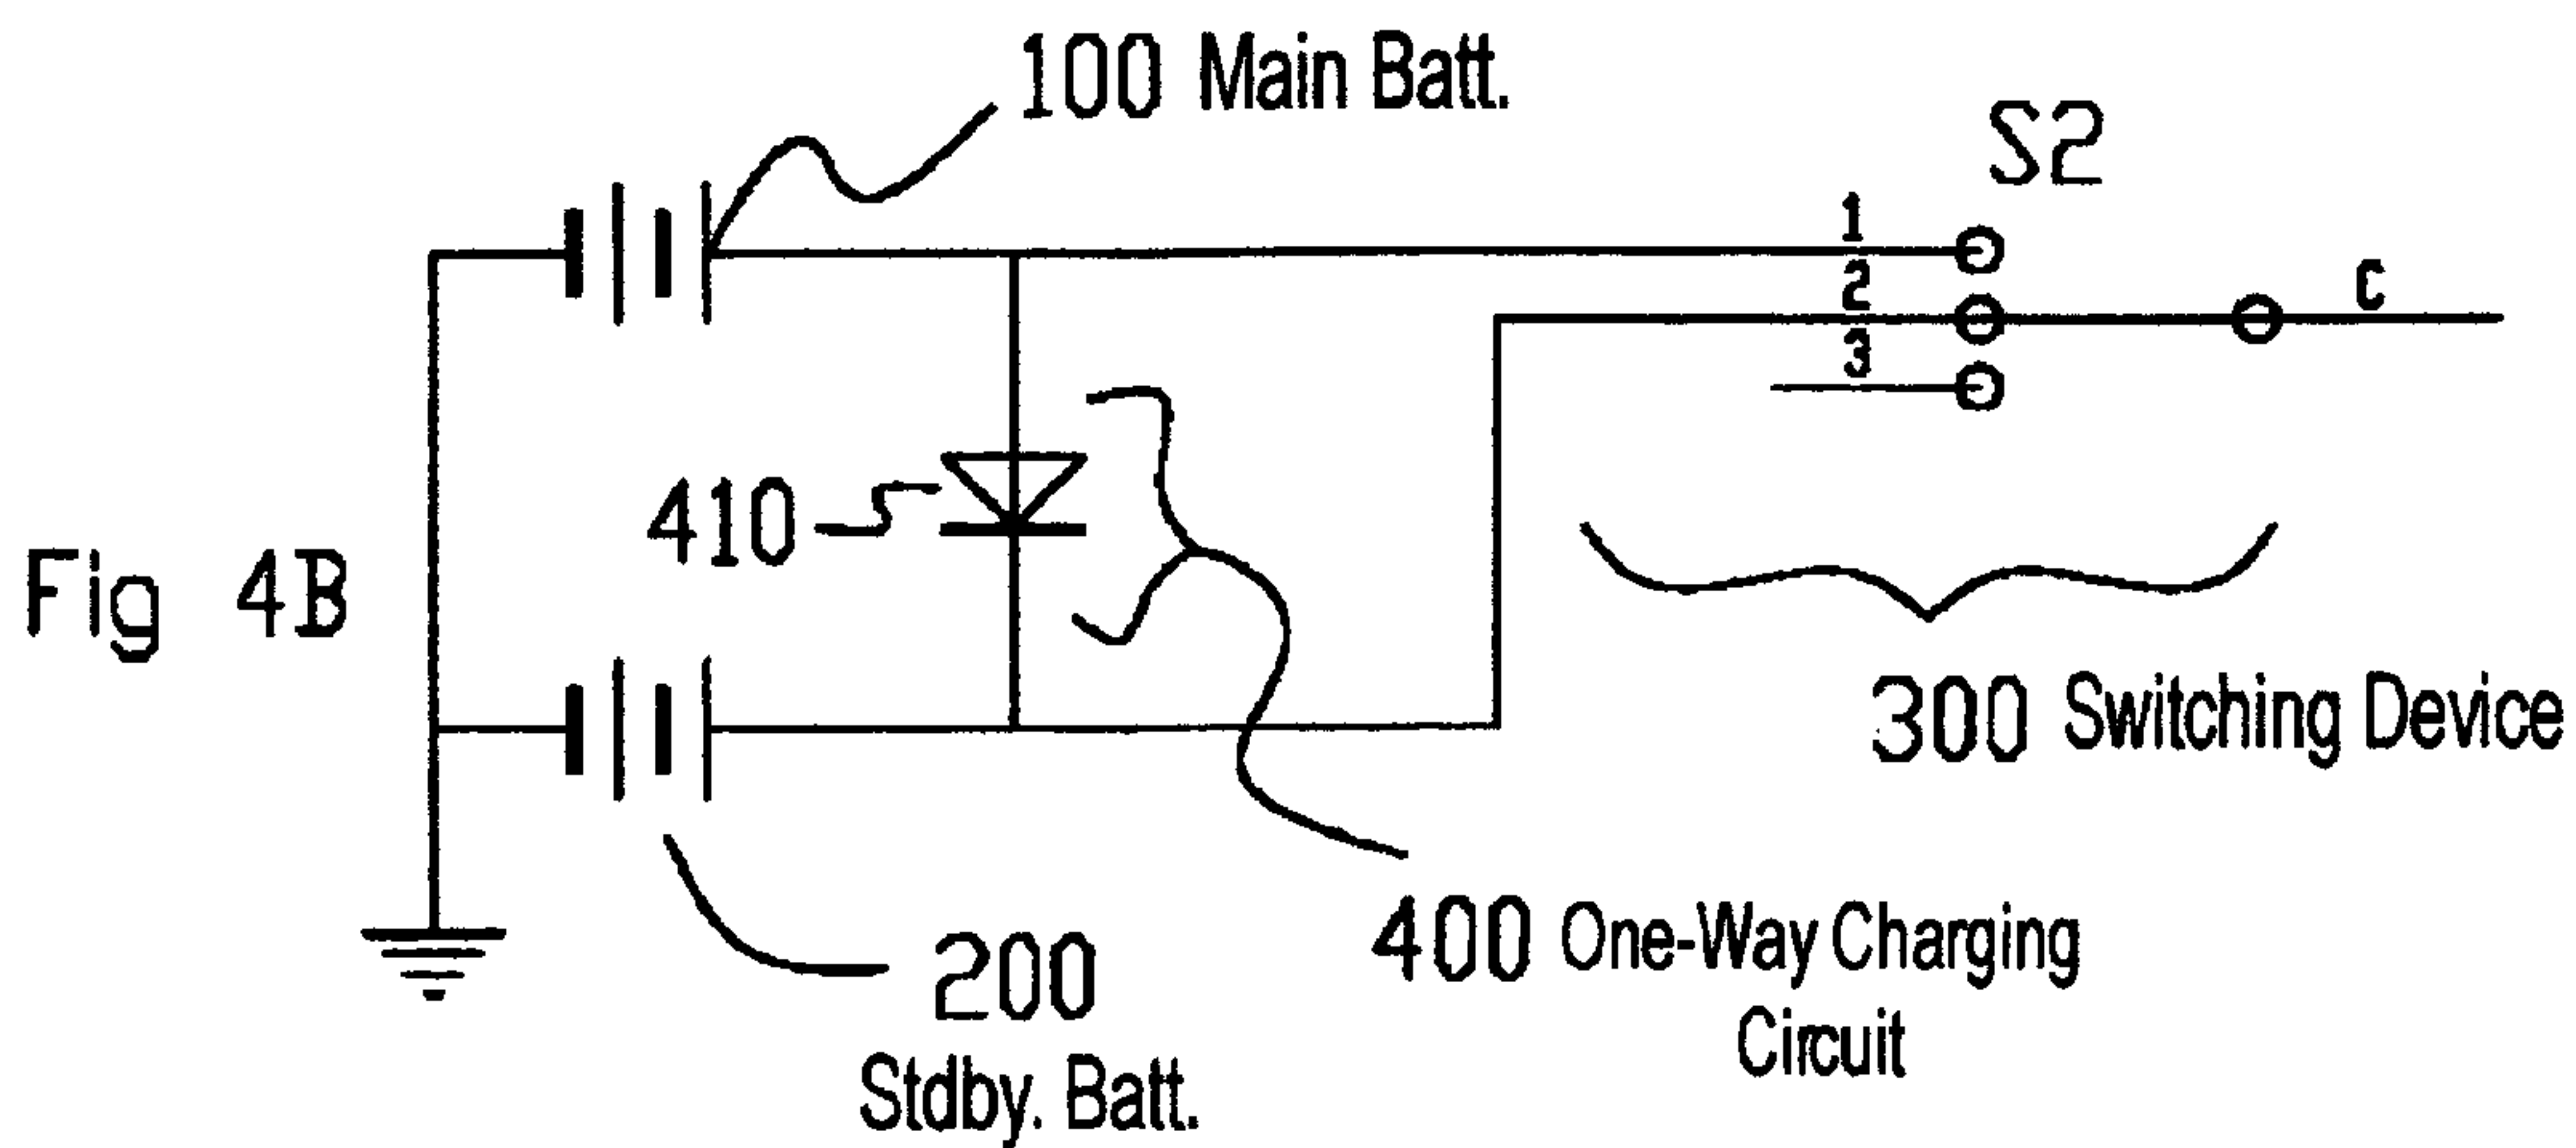 100 Main Batt.
S2
1
2
C
3
410
Fig 4B
300 Switching Device
400 One-Way Charging
Circuit
200
Stdby. Batt.